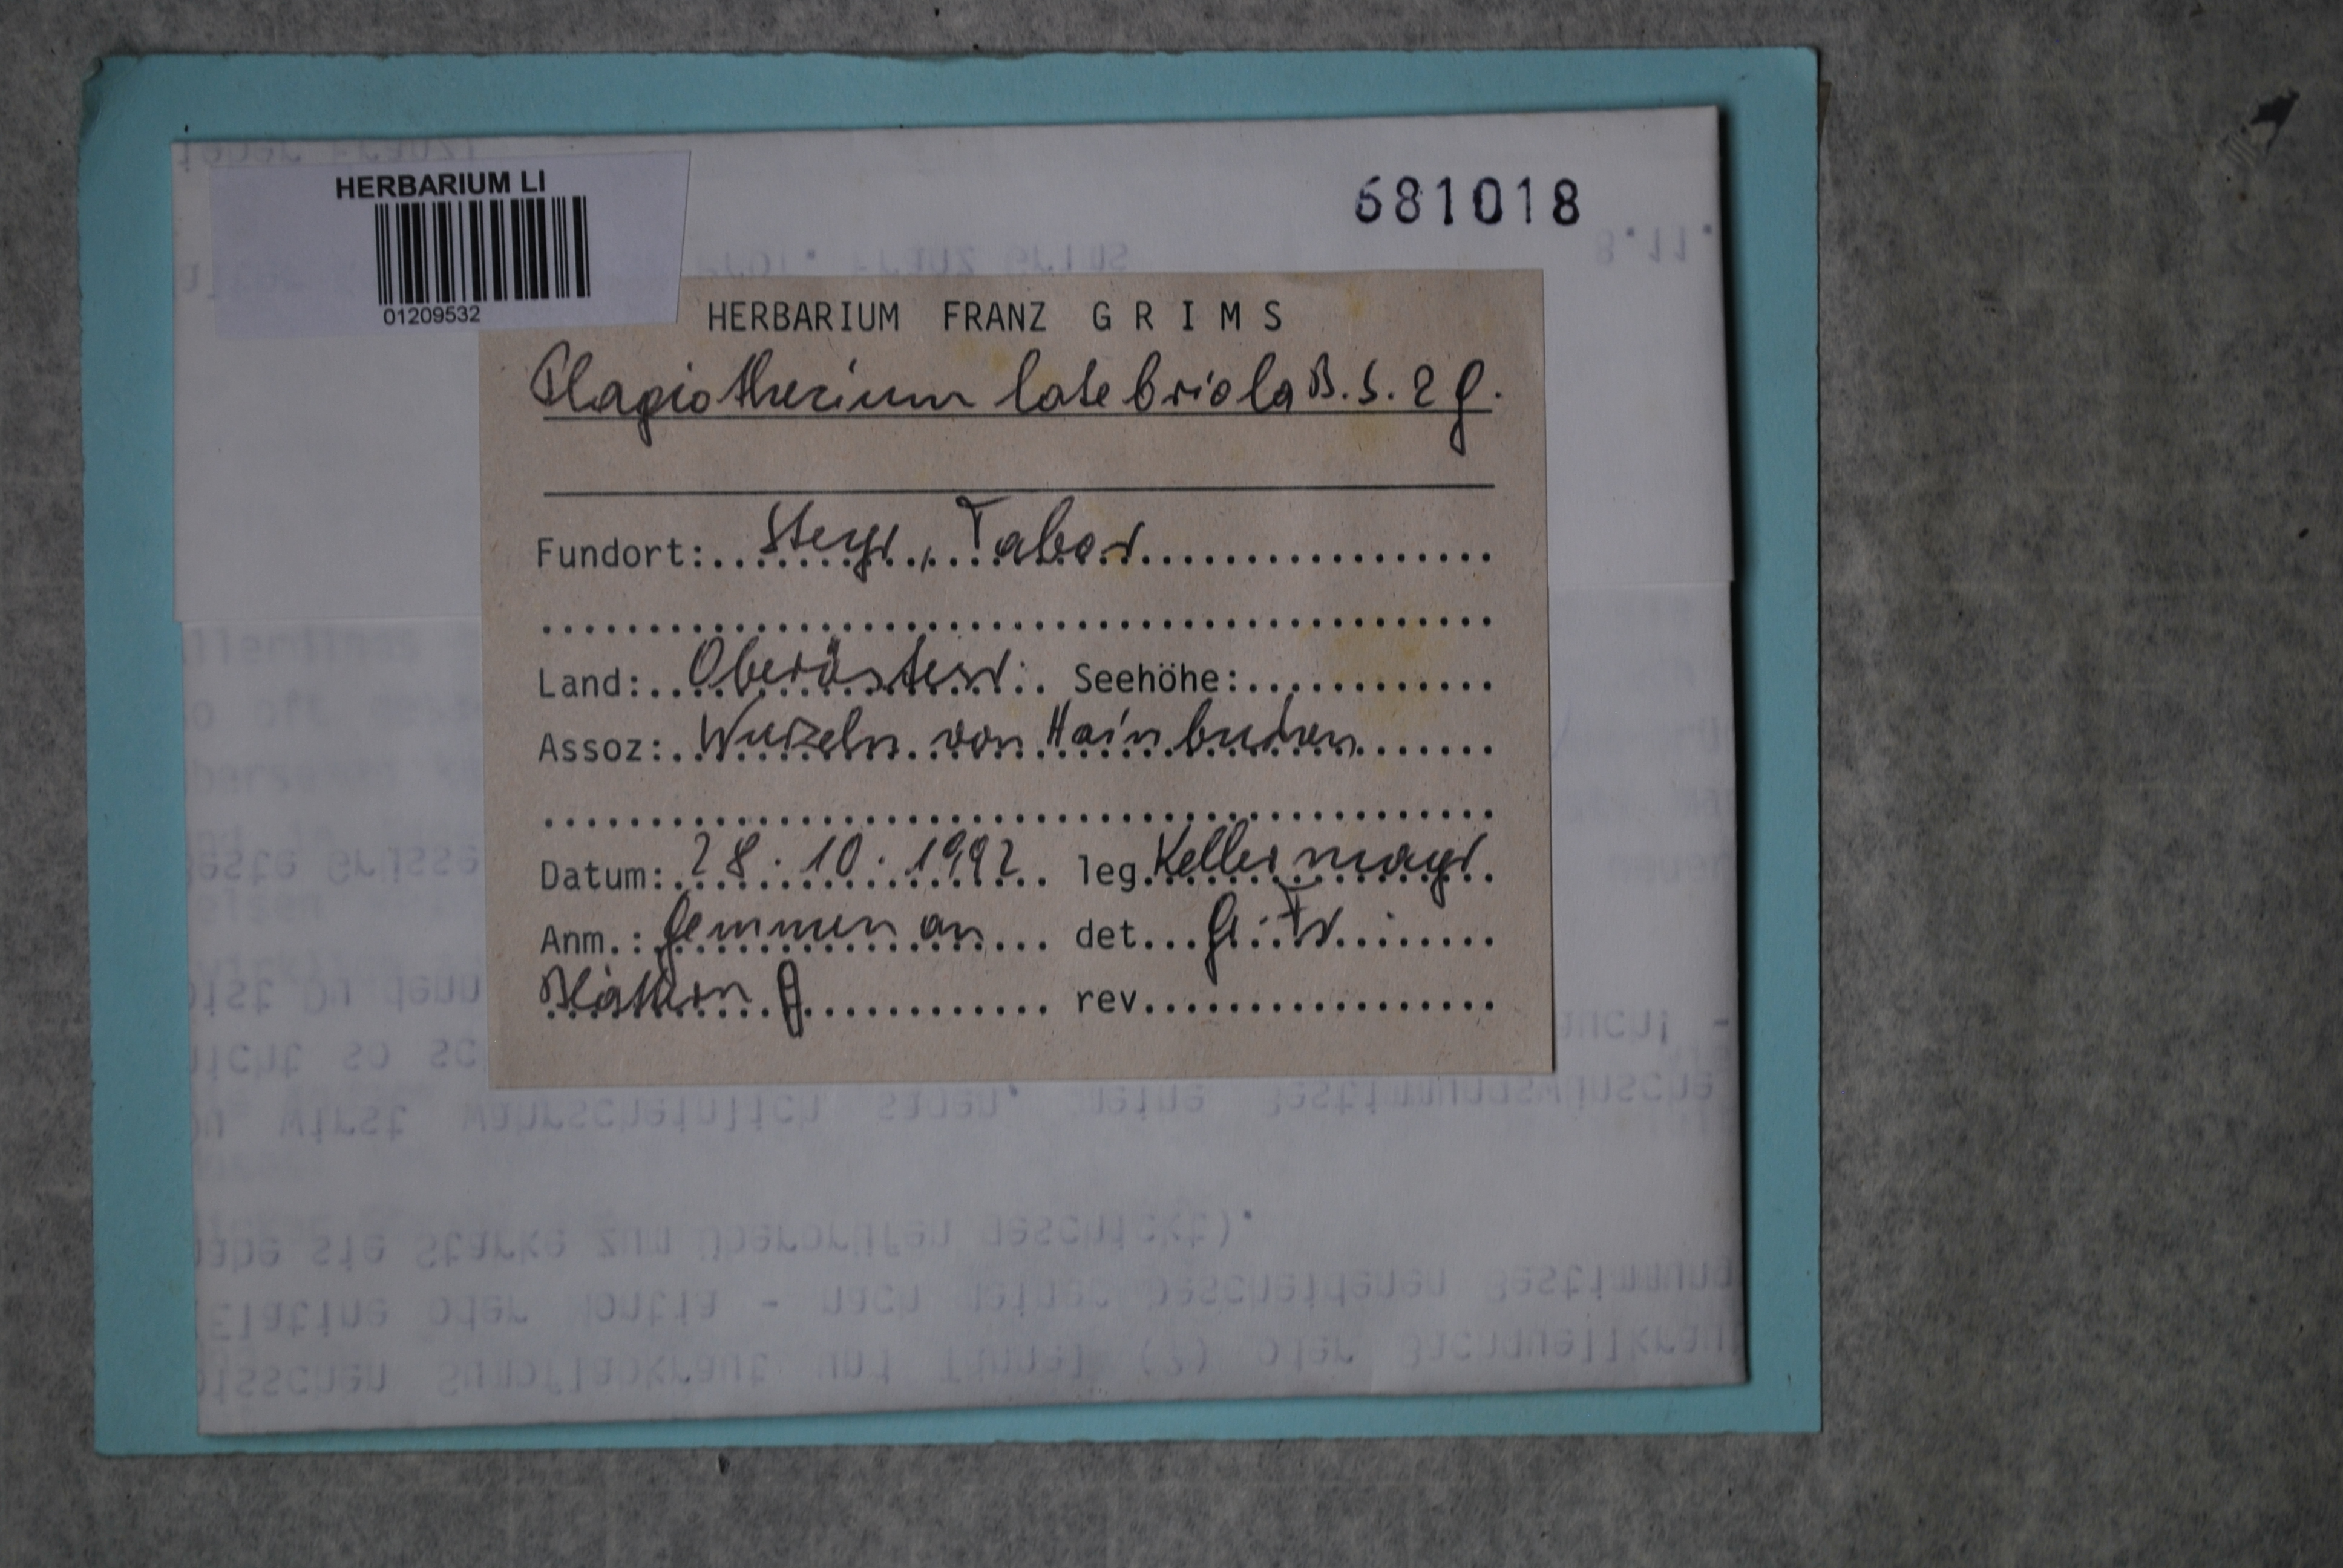 HERBARIUM LI
01209532
681018
HERBARIUM FRANZ G R I M S
Plagiothecium latebricola B. S. & G.
Fundort: Steyr, Tabor
Land: Oberösterr. Seehöhe:
Assoz: Wurzeln von Hainbuchen
Datum: 28.10.1992 leg. Kellermayr
Anm.: Gemmen an det
Blättern rev